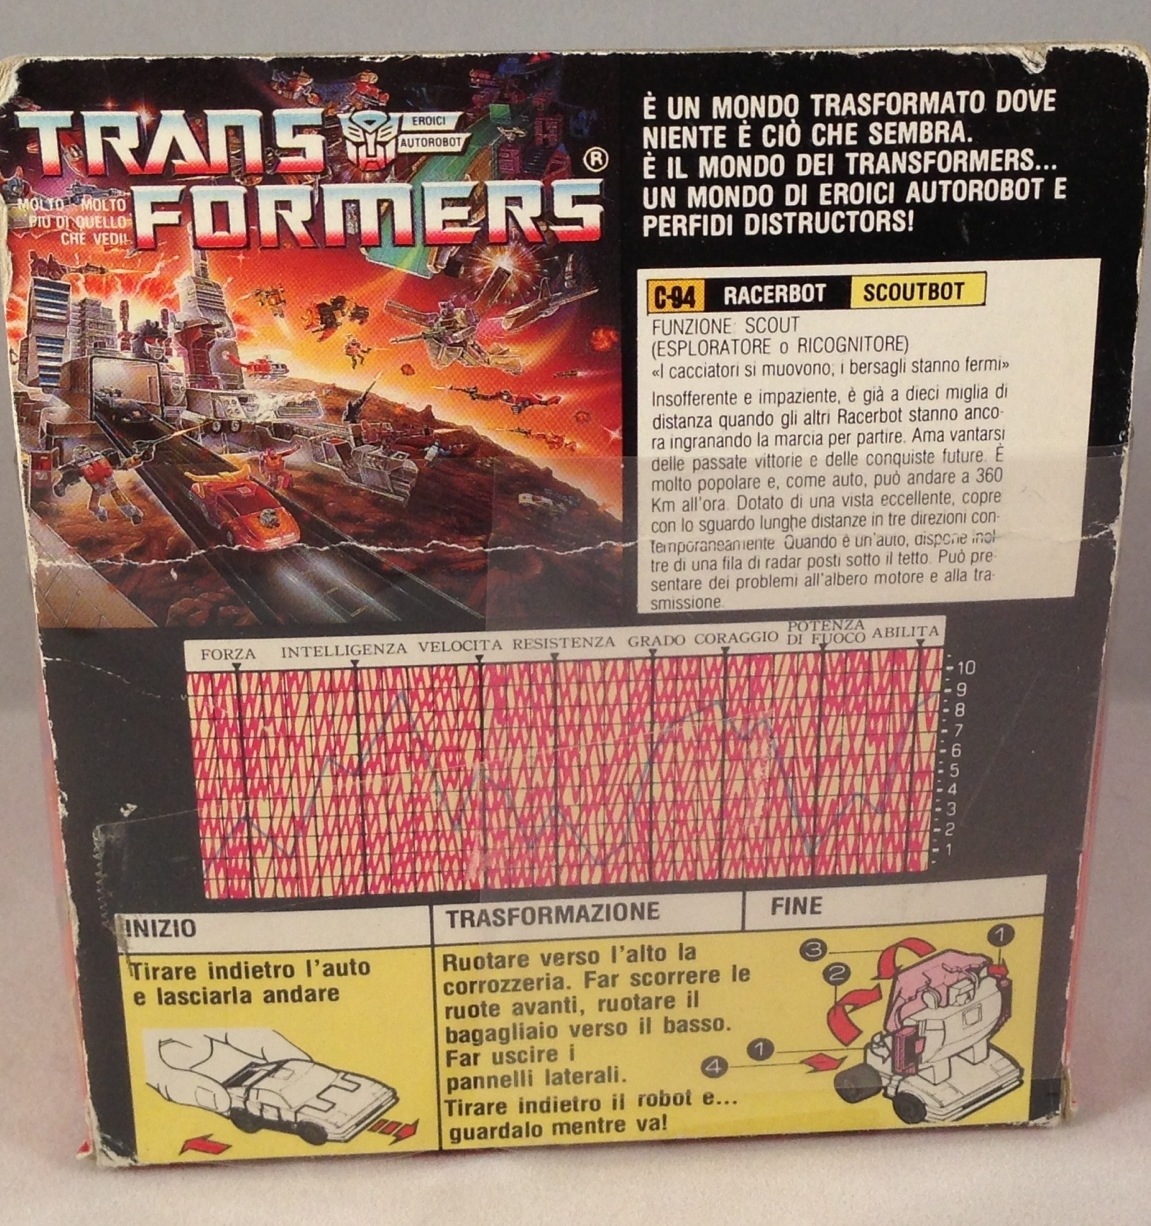 TRANS
EROICI
AUTOROBOT
®
FORMERS
MOLTO MOLTO
PIÙ DI QUELLO
CHE VEDI!
È UN MONDO TRASFORMATO DOVE
NIENTE È CIÒ CHE SEMBRA.
È IL MONDO DEI TRANSFORMERS...
UN MONDO DI EROICI AUTOROBOT E
PERFIDI DISTRUCTORS!
C-94 RACERBOT SCOUTBOT
FUNZIONE: SCOUT
(ESPLORATORE o RICOGNITORE)
«I cacciatori si muovono, i bersagli stanno fermi»
Insofferente e impaziente, è già a dieci miglia di
distanza quando gli altri Racerbot stanno anco-
ra ingranando la marcia per partire. Ama vantarsi
delle passate vittorie e delle conquiste future. È
molto popolare e, come auto, può andare a 360
Km all'ora. Dotato di una vista eccellente, copre
con lo sguardo lunghe distanze in tre direzioni con-
temporaneamente. Quando è un'auto, dispone inol-
tre di una fila di radar posti sotto il tetto. Può pre-
sentare dei problemi all'albero motore e alla tra-
smissione.
FORZA INTELLIGENZA VELOCITA RESISTENZA GRADO CORAGGIO POTENZA DI FUOCO ABILITA
10
9
8
7
6
5
4
3
2
1
INIZIO
Tirare indietro l'auto
e lasciarla andare
TRASFORMAZIONE
FINE
Ruotare verso l'alto la
corrozzeria. Far scorrere le
ruote avanti, ruotare il
bagagliaio verso il basso.
Far uscire i
pannelli laterali.
Tirare indietro il robot e...
guardalo mentre va!
3
1
2
1
4